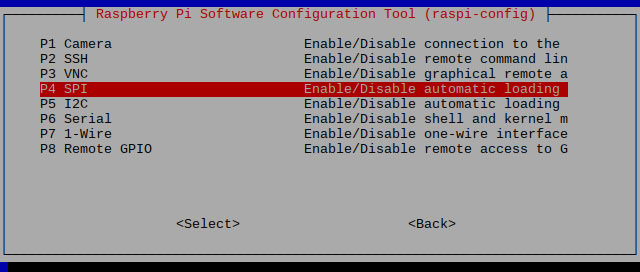 Raspberry Pi Software Configuration Tool (raspi-config)
P1 Camera Enable/Disable connection to the
P2 SSH Enable/Disable remote command lin
P3 VNC Enable/Disable graphical remote a
P4 SPI Enable/Disable automatic loading
P5 I2C Enable/Disable automatic loading
P6 Serial Enable/Disable shell and kernel m
P7 1-Wire Enable/Disable one-wire interface
P8 Remote GPIO Enable/Disable remote access to G
<Select> <Back>